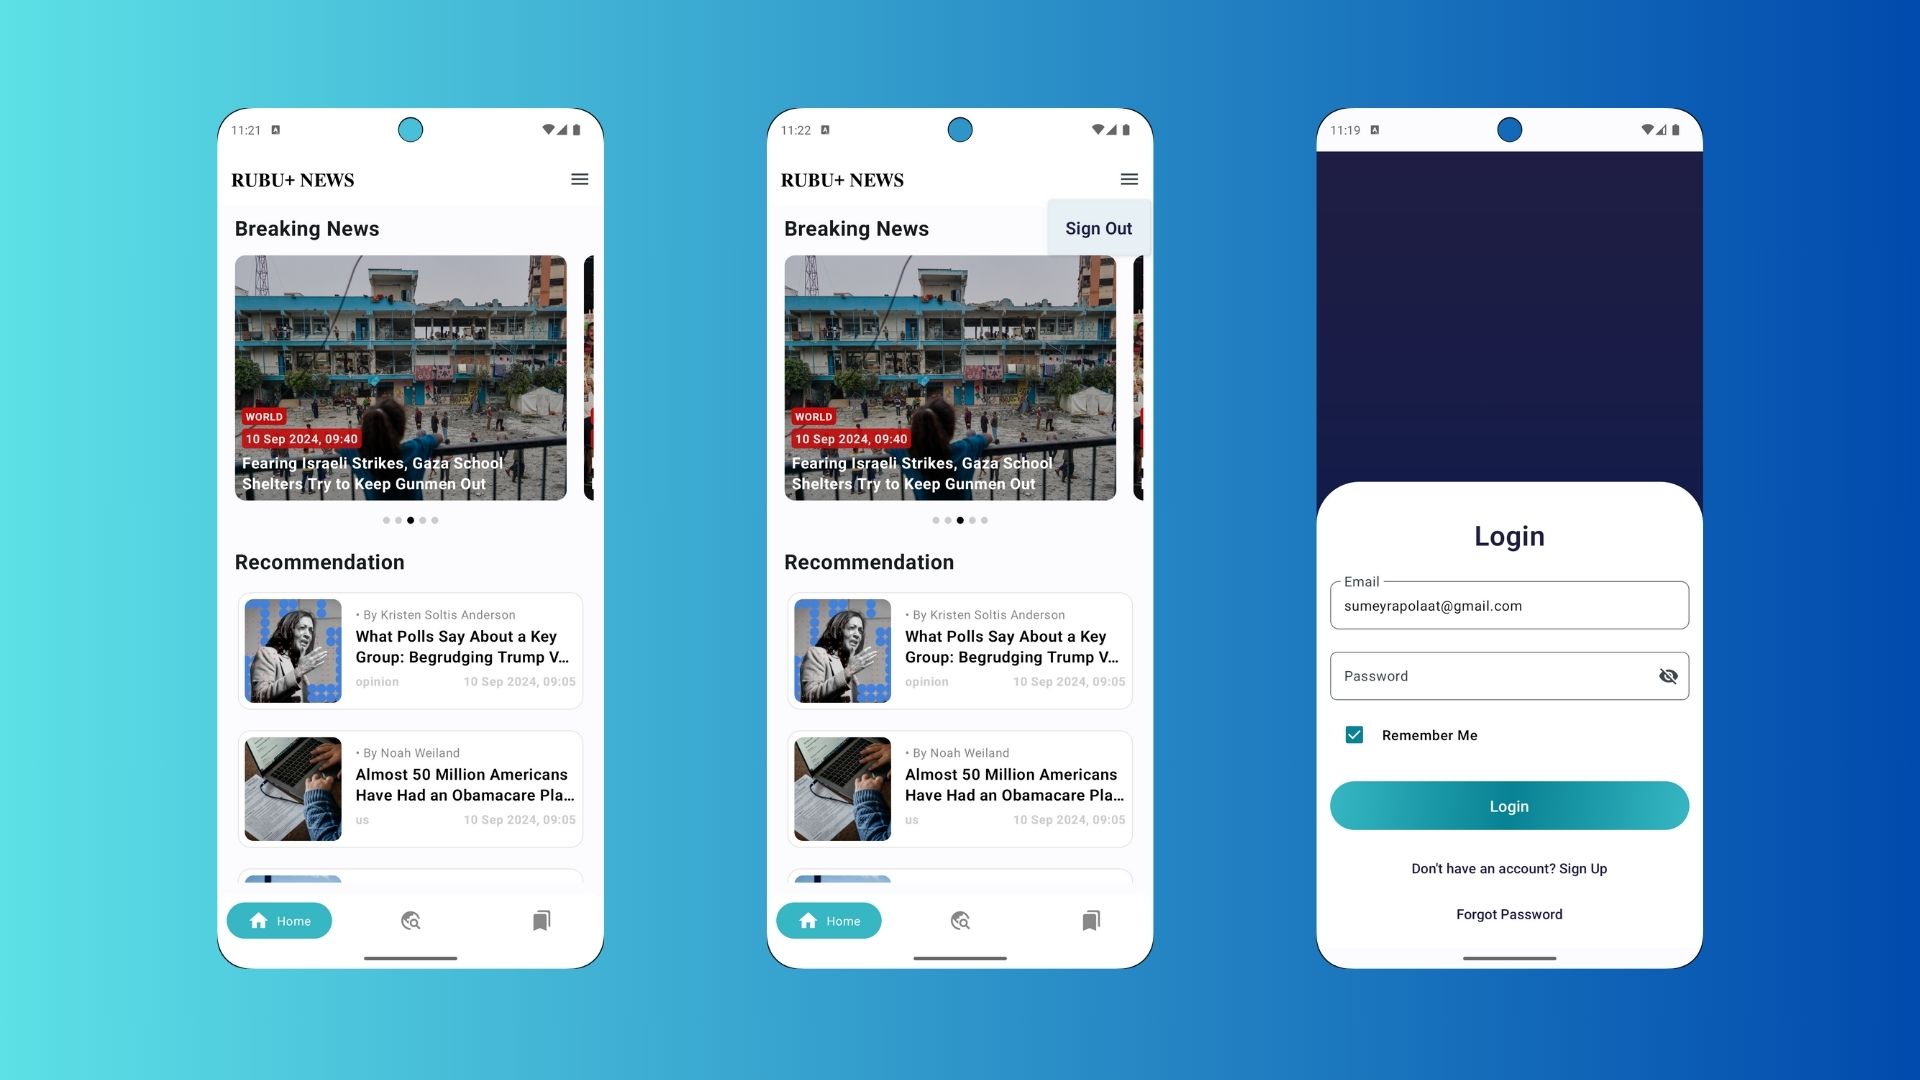 11:21
RUBU+ NEWS
Breaking News
WORLD
10 Sep 2024, 09:40
Fearing Israeli Strikes, Gaza School
Shelters Try to Keep Gunmen Out
Recommendation
• By Kristen Soltis Anderson
What Polls Say About a Key
Group: Begrudging Trump V...
opinion 10 Sep 2024, 09:05
• By Noah Weiland
Almost 50 Million Americans
Have Had an Obamacare Pla...
us 10 Sep 2024, 09:05
Home
11:22
RUBU+ NEWS
Sign Out
Breaking News
WORLD
10 Sep 2024, 09:40
Fearing Israeli Strikes, Gaza School
Shelters Try to Keep Gunmen Out
Recommendation
• By Kristen Soltis Anderson
What Polls Say About a Key
Group: Begrudging Trump V...
opinion 10 Sep 2024, 09:05
• By Noah Weiland
Almost 50 Million Americans
Have Had an Obamacare Pla...
us 10 Sep 2024, 09:05
Home
11:19
Login
Email
sumeyrapolaat@gmail.com
Password
Remember Me
Login
Don't have an account? Sign Up
Forgot Password